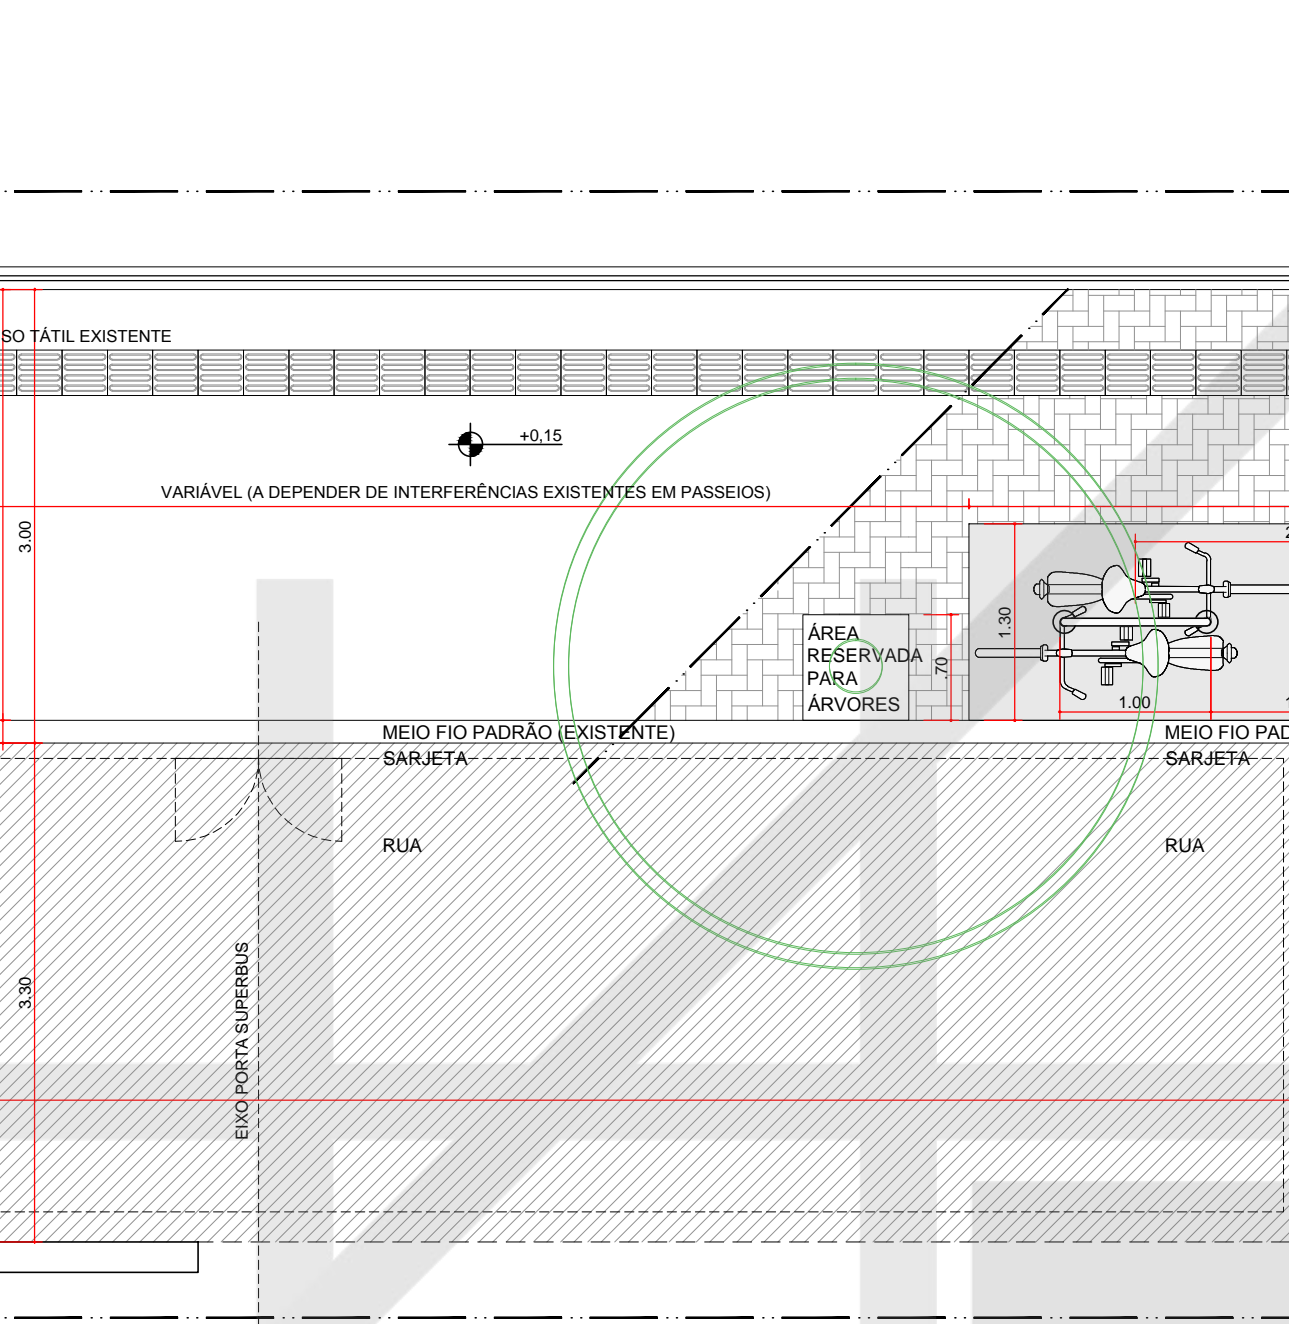 SO TÁTIL EXISTENTE
+0,15
VARIÁVEL (A DEPENDER DE INTERFERÊNCIAS EXISTENTES EM PASSEIOS)
3.00
1.30
ÁREA
RESERVADA
PARA
ÁRVORES
.70
1.00
MEIO FIO PADRÃO (EXISTENTE)
MEIO FIO PAD
SARJETA
SARJETA
RUA
RUA
3.30
EIXO PORTA SUPERBUS